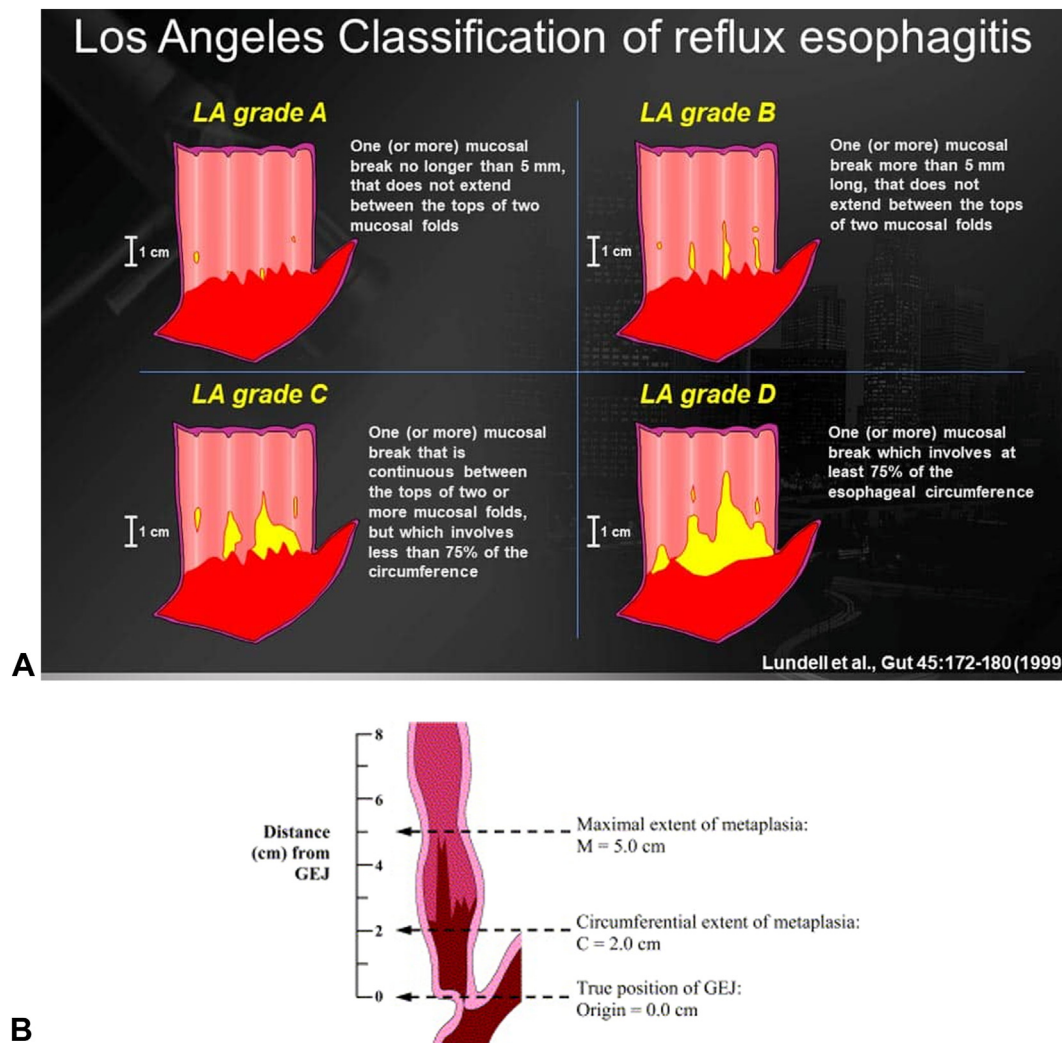 Los Angeles Classification of reflux esophagitis
LA grade A
One (or more) mucosal
break no longer than 5 mm,
that does not extend
between the tops of two
mucosal folds
1 cm
LA grade B
One (or more) mucosal
break more than 5 mm
long, that does not
extend between the tops
of two mucosal folds
1 cm
LA grade C
One (or more) mucosal
break that is
continuous between
the tops of two or
more mucosal folds,
but which involves
less than 75% of the
circumference
1 cm
LA grade D
One (or more) mucosal
break which involves at
least 75% of the
esophageal circumference
1 cm
Lundell et al., Gut 45:172-180 (1999
A
8
6
4
2
0
Distance
(cm) from
GEJ
Maximal extent of metaplasia:
M = 5.0 cm
Circumferential extent of metaplasia:
C = 2.0 cm
True position of GEJ:
Origin = 0.0 cm
B